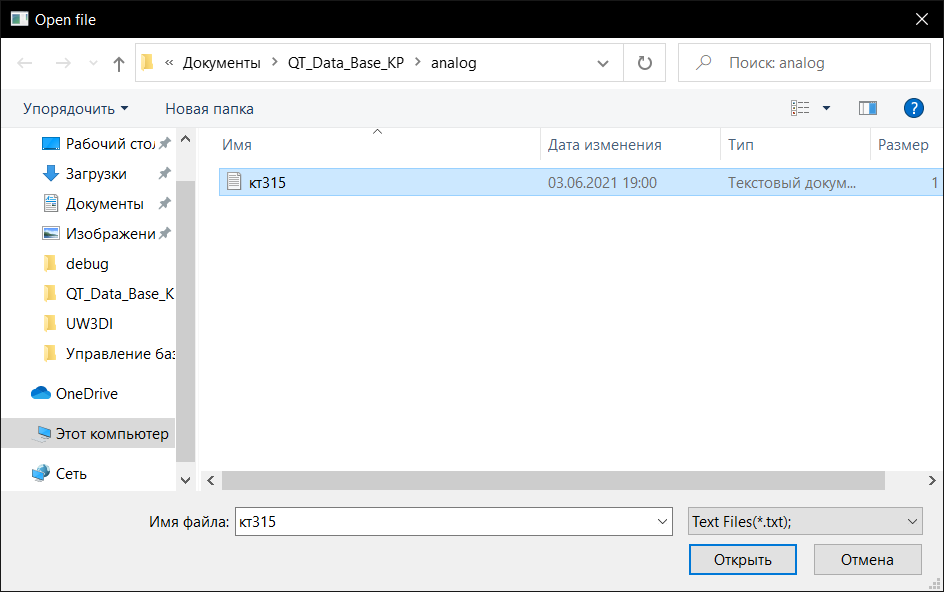 Open file
« Документы > QT_Data_Base_KP > analog
Поиск: analog
Упорядочить
Новая папка
Рабочий стол
Загрузки
Документы
Изображени
debug
QT_Data_Base_K
UW3DI
Управление баз
OneDrive
Этот компьютер
Сеть
Имя Дата изменения Тип Размер
кт315 03.06.2021 19:00 Текстовый докум... 1
Имя файла: кт315 Text Files(*.txt);
Открыть Отмена